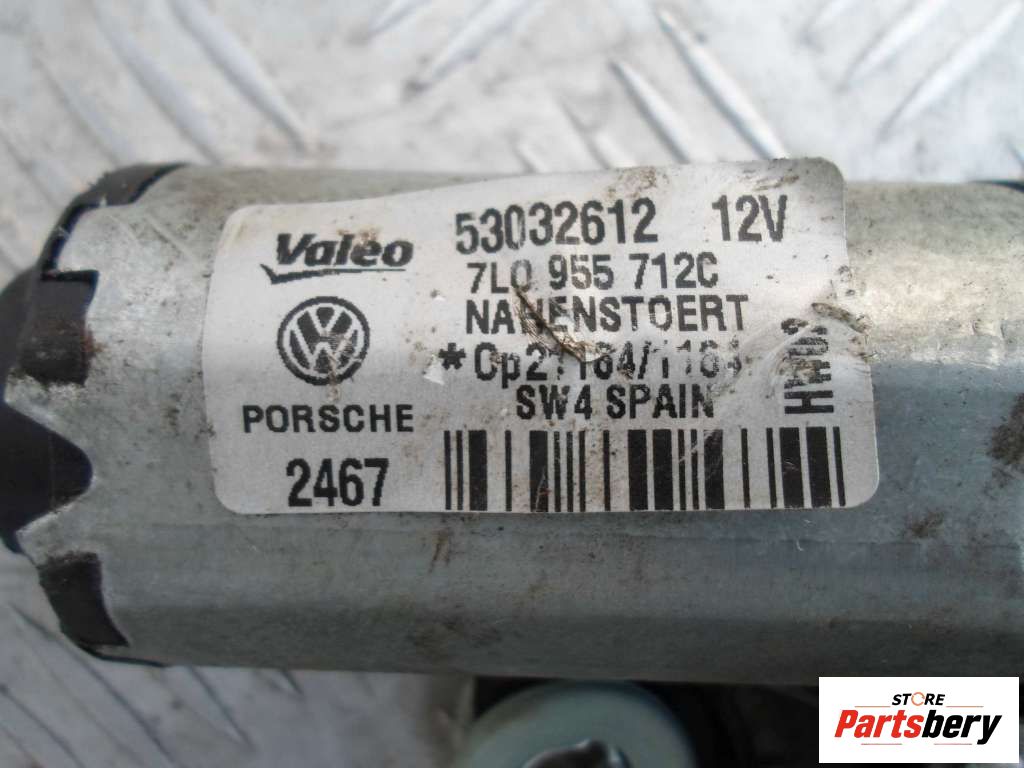 Valeo 53032612 12V
7L0 955 712C
NAHENSTOERT
SW4 SPAIN
PORSCHE
2467
STORE
Partsbery